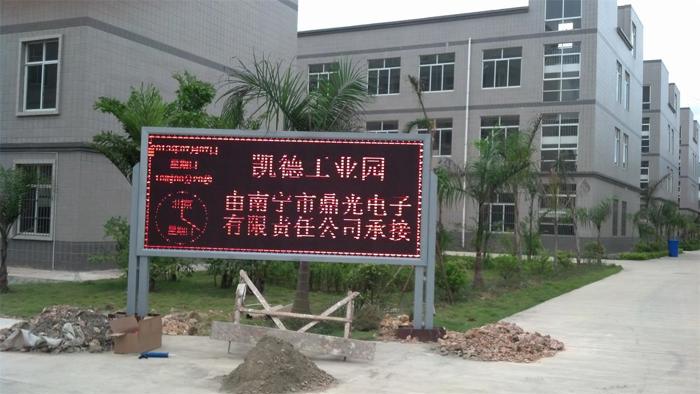 凯德工业园
由南宁市鼎光电子
有限责任公司承接